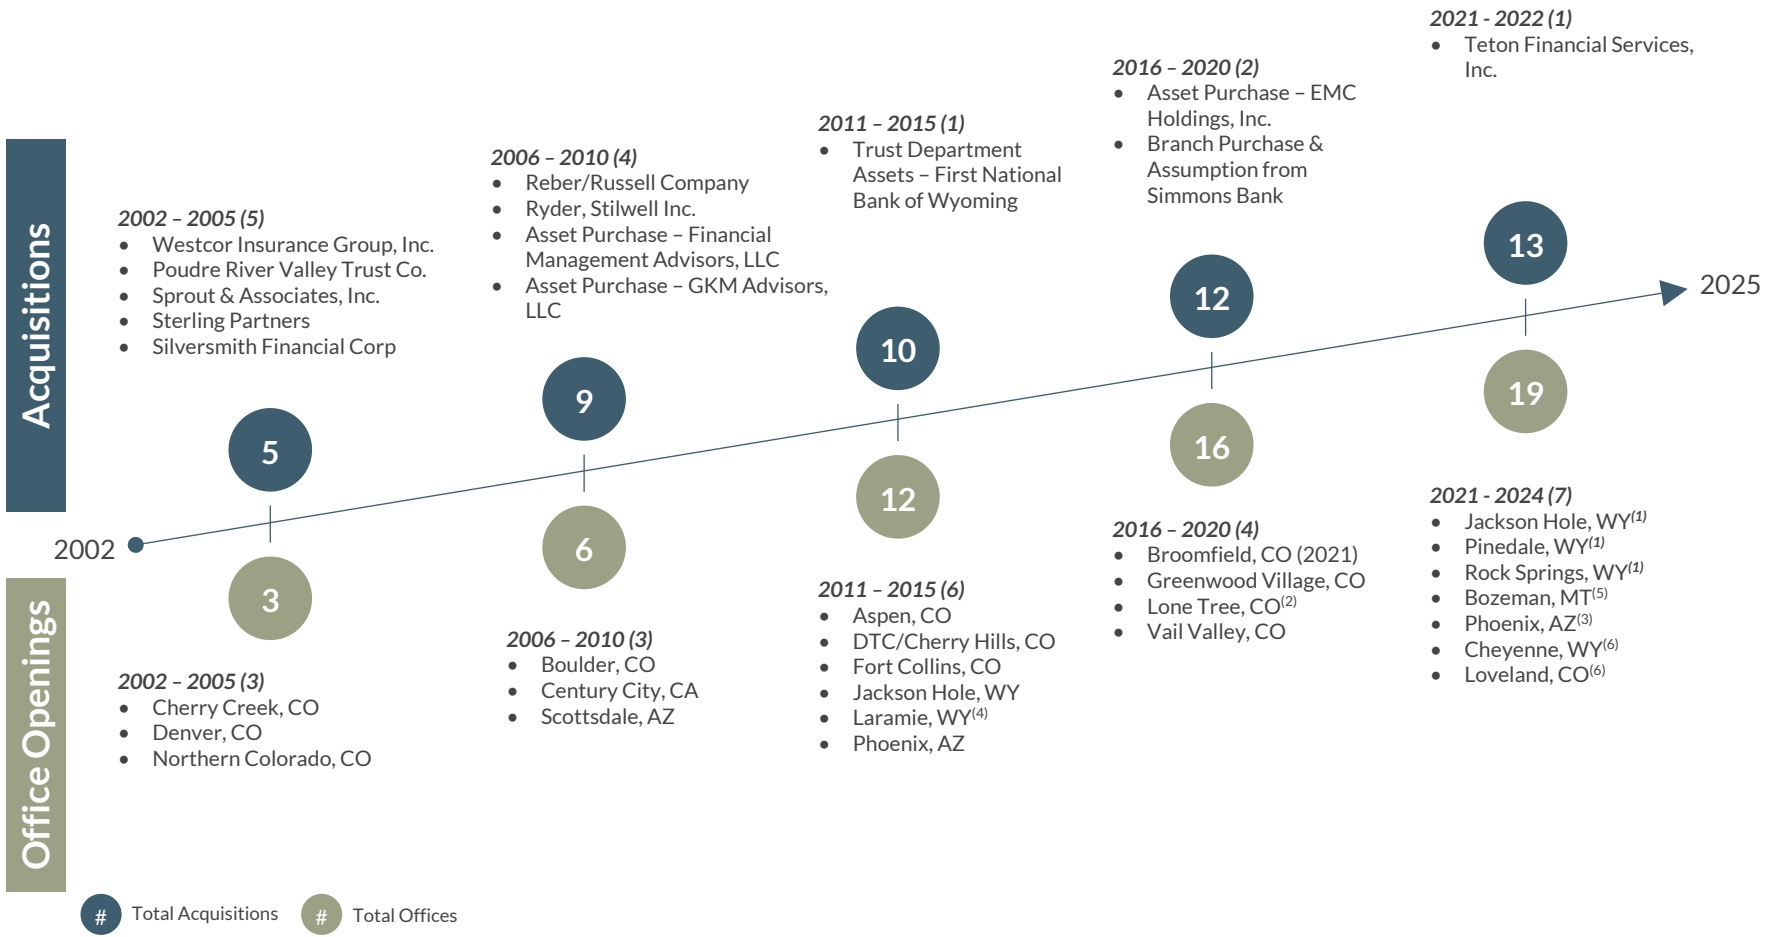 Acquisitions
2002 – 2005 (5)
• Westcor Insurance Group, Inc.
• Poudre River Valley Trust Co.
• Sprout & Associates, Inc.
• Sterling Partners
• Silversmith Financial Corp
2006 – 2010 (4)
• Reber/Russell Company
• Ryder, Stilwell Inc.
• Asset Purchase – Financial
Management Advisors, LLC
• Asset Purchase – GKM Advisors,
LLC
2011 – 2015 (1)
• Trust Department
Assets – First National
Bank of Wyoming
2016 – 2020 (2)
• Asset Purchase – EMC
Holdings, Inc.
• Branch Purchase &
Assumption from
Simmons Bank
2021 - 2022 (1)
• Teton Financial Services,
Inc.
5
9
10
12
13
2002
2025
3
6
12
16
19
Office Openings
2002 – 2005 (3)
• Cherry Creek, CO
• Denver, CO
• Northern Colorado, CO
2006 – 2010 (3)
• Boulder, CO
• Century City, CA
• Scottsdale, AZ
2011 – 2015 (6)
• Aspen, CO
• DTC/Cherry Hills, CO
• Fort Collins, CO
• Jackson Hole, WY
• Laramie, WY(4)
• Phoenix, AZ
2016 – 2020 (4)
• Broomfield, CO (2021)
• Greenwood Village, CO
• Lone Tree, CO(2)
• Vail Valley, CO
2021 - 2024 (7)
• Jackson Hole, WY(1)
• Pinedale, WY(1)
• Rock Springs, WY(1)
• Bozeman, MT(5)
• Phoenix, AZ(3)
• Cheyenne, WY(6)
• Loveland, CO(6)
# Total Acquisitions
# Total Offices